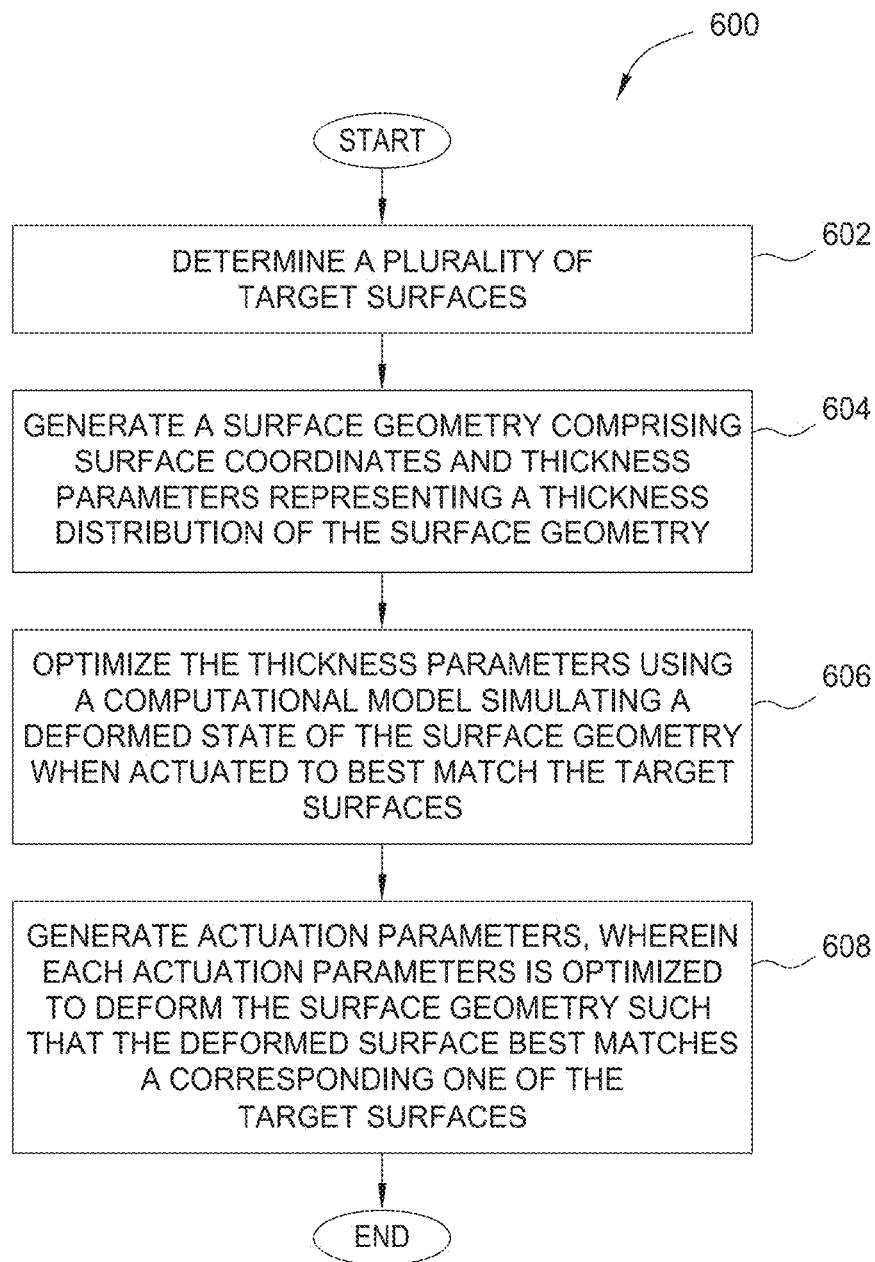 600
START
602
DETERMINE A PLURALITY OF
TARGET SURFACES
604
GENERATE A SURFACE GEOMETRY COMPRISING
SURFACE COORDINATES AND THICKNESS
PARAMETERS REPRESENTING A THICKNESS
DISTRIBUTION OF THE SURFACE GEOMETRY
606
OPTIMIZE THE THICKNESS PARAMETERS USING
A COMPUTATIONAL MODEL SIMULATING A
DEFORMED STATE OF THE SURFACE GEOMETRY
WHEN ACTUATED TO BEST MATCH THE TARGET
SURFACES
608
GENERATE ACTUATION PARAMETERS, WHEREIN
EACH ACTUATION PARAMETERS IS OPTIMIZED
TO DEFORM THE SURFACE GEOMETRY SUCH
THAT THE DEFORMED SURFACE BEST MATCHES
A CORRESPONDING ONE OF THE
TARGET SURFACES
END